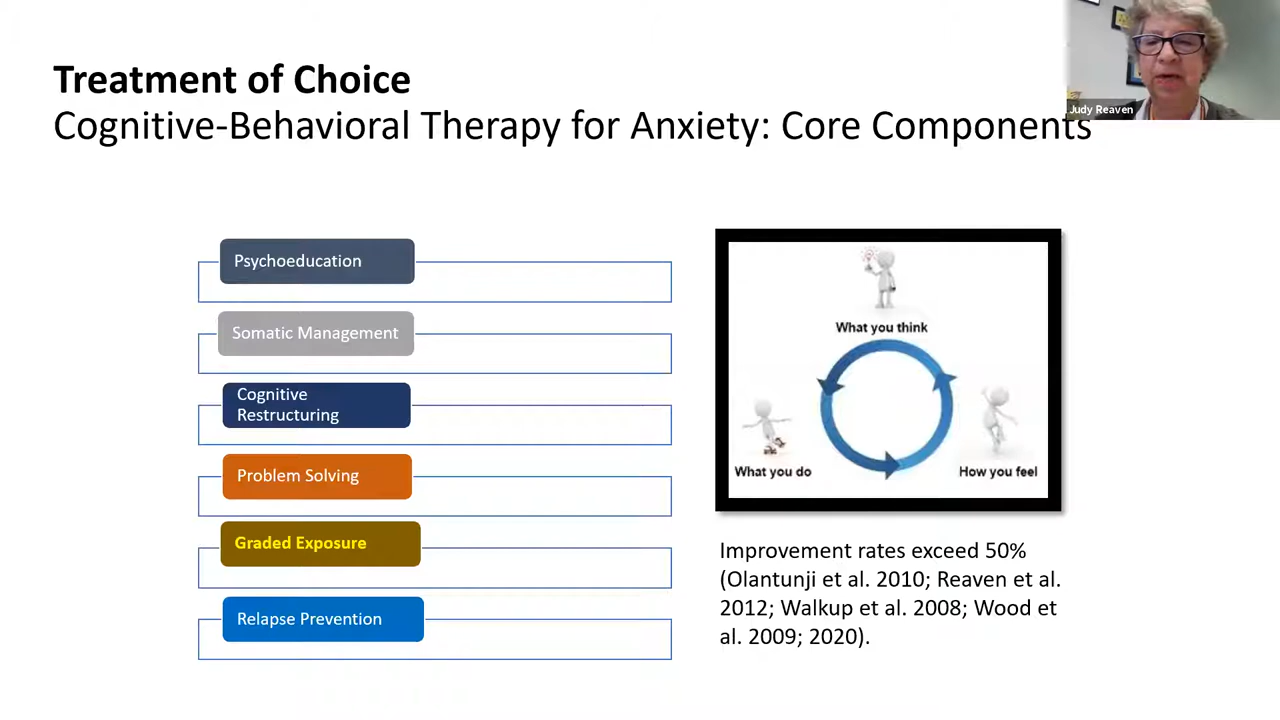 Treatment of Choice
Cognitive-Behavioral Therapy for Anxiety: Core Components
Judy Reaven
Psychoeducation
Somatic Management
Cognitive
Restructuring
Problem Solving
Graded Exposure
Relapse Prevention
What you think
What you do
How you feel
Improvement rates exceed 50%
(Olantunji et al. 2010; Reaven et al.
2012; Walkup et al. 2008; Wood et
al. 2009; 2020).